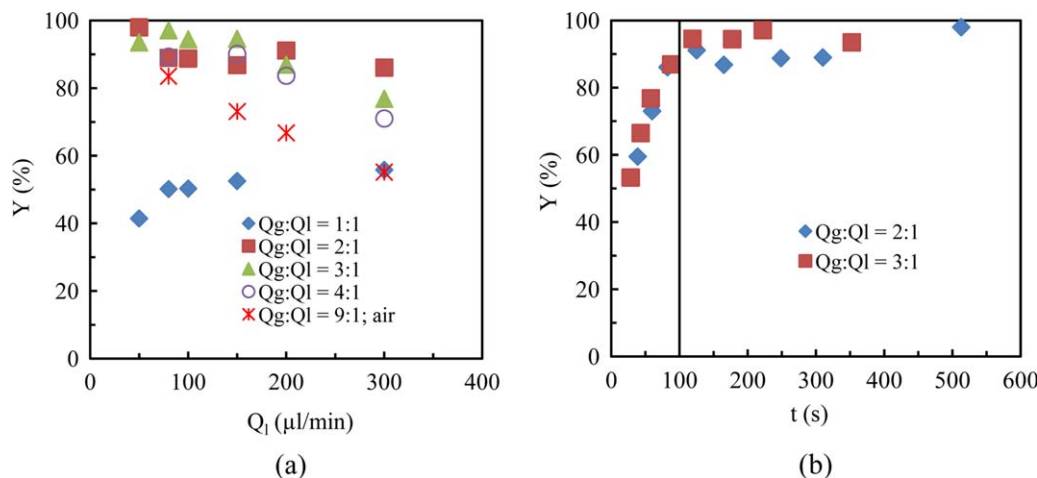 100
80
60
40
20
0
Y (%)
Qg:Ql = 1:1
Qg:Ql = 2:1
Qg:Ql = 3:1
Qg:Ql = 4:1
Qg:Ql = 9:1; air
0 100 200 300 400
Q₁ (µl/min)
(a)
100
80
60
40
20
0
Y (%)
Qg:Ql = 2:1
Qg:Ql = 3:1
0 100 200 300 400 500 600
t (s)
(b)